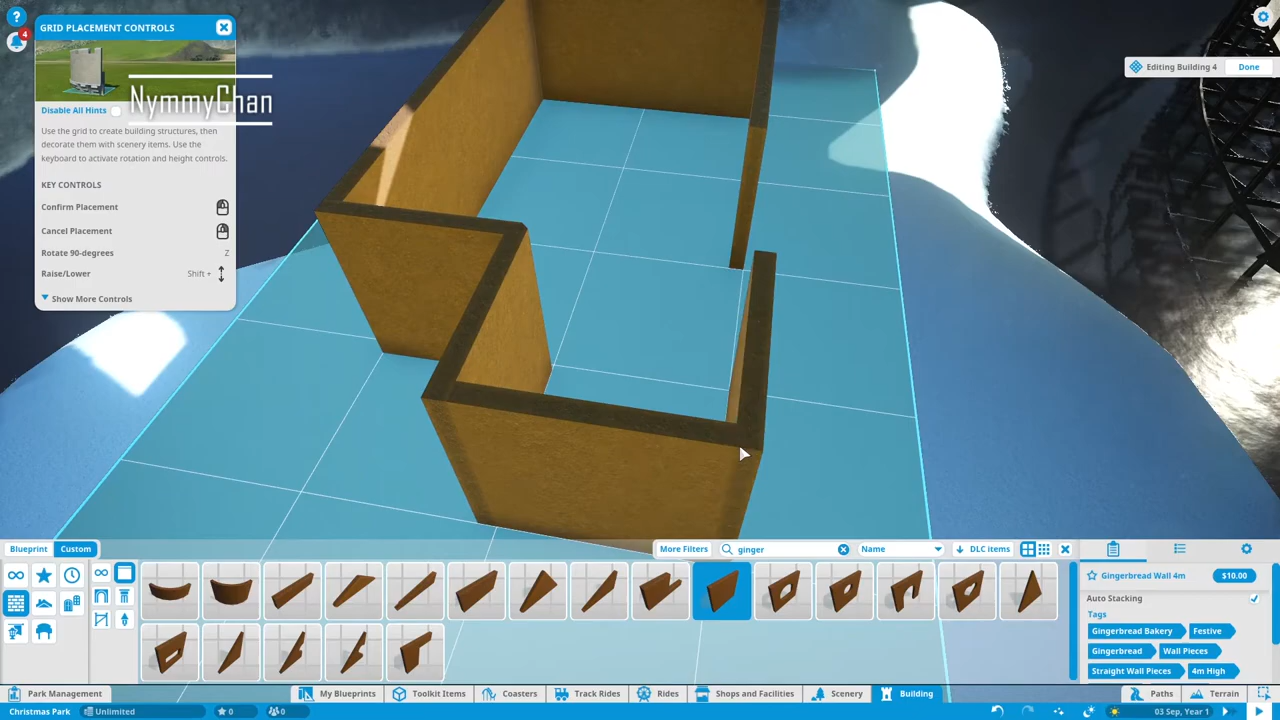 ?
4
GRID PLACEMENT CONTROLS
NymmyChan
Disable All Hints
Use the grid to create building structures, then
decorate them with scenery items. Use the
keyboard to activate rotation and height controls.
KEY CONTROLS
Confirm Placement
Cancel Placement
Rotate 90-degrees Z
Raise/Lower Shift +
Show More Controls
Editing Building 4 Done
Blueprint Custom More Filters ginger Name DLC items
Gingerbread Wall 4m $10.00
Auto Stacking
Tags
Gingerbread Bakery Festive
Gingerbread Wall Pieces
Straight Wall Pieces 4m High
Park Management My Blueprints Toolkit Items Coasters Track Rides Rides Shops and Facilities Scenery Building Paths Terrain
Christmas Park Unlimited 0 0 03 Sep, Year 1